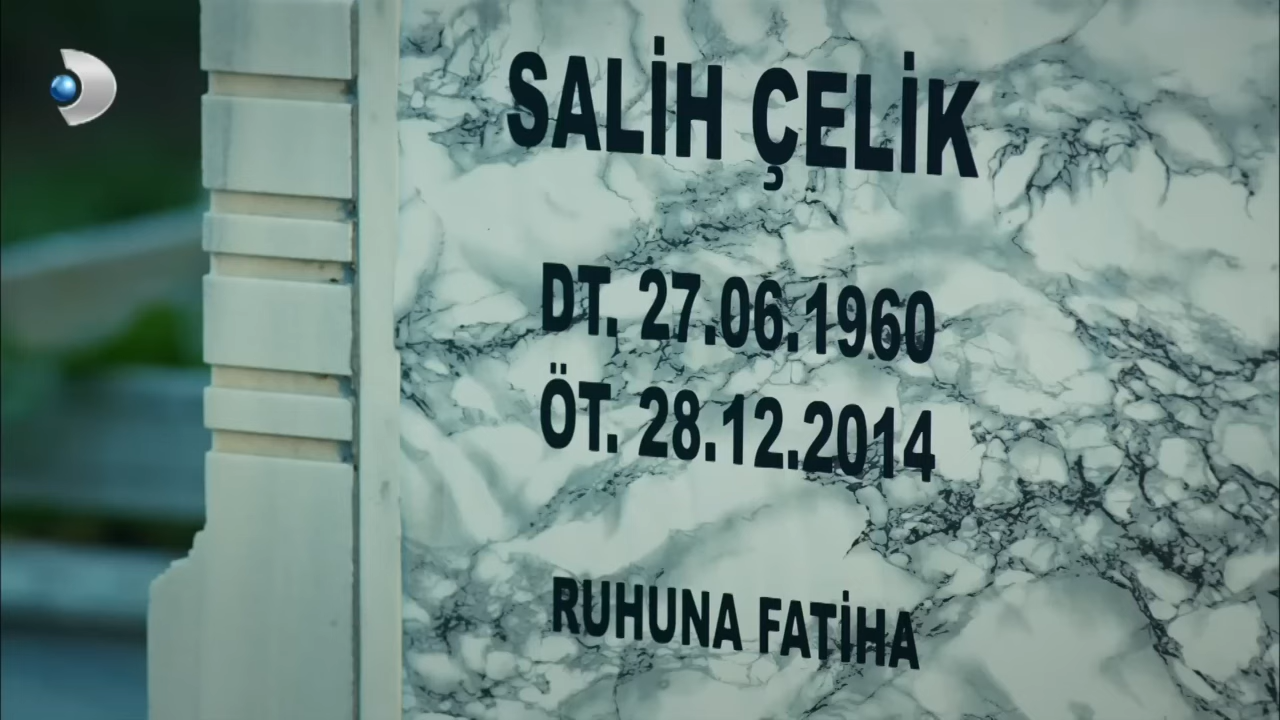 SALİH ÇELİK
DT. 27.06.1960
ÖT. 28.12.2014
RUHUNA FATİHA